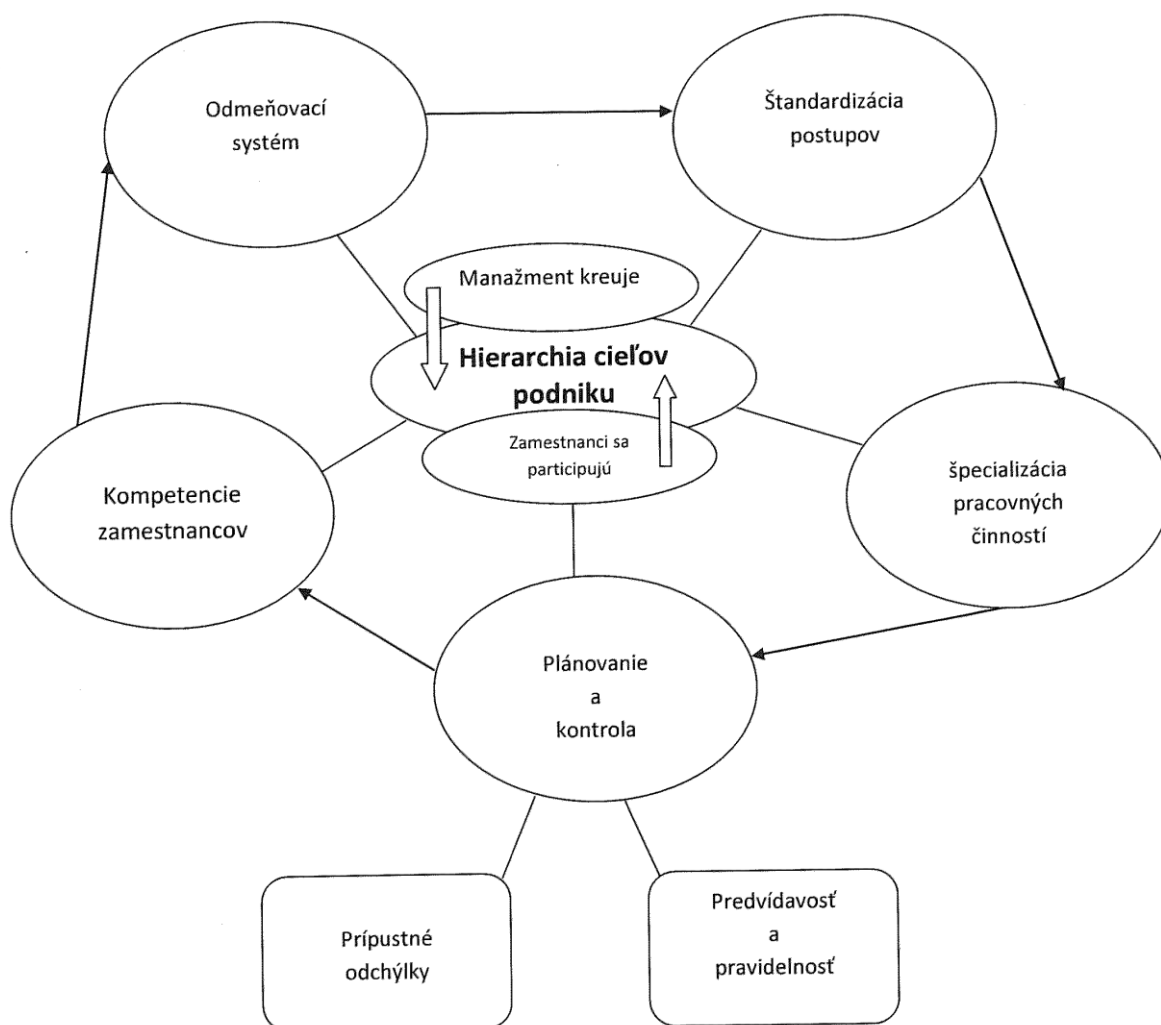 Odmeňovací
systém
Štandardizácia
postupov
Manažment kreuje
Hierarchia cieľov
podniku
Zamestnanci sa
participujú
Kompetencie
zamestnancov
špecializácia
pracovných
činností
Plánovanie
a
kontrola
Prípustné
odchýlky
Predvídavosť
a
pravidelnosť